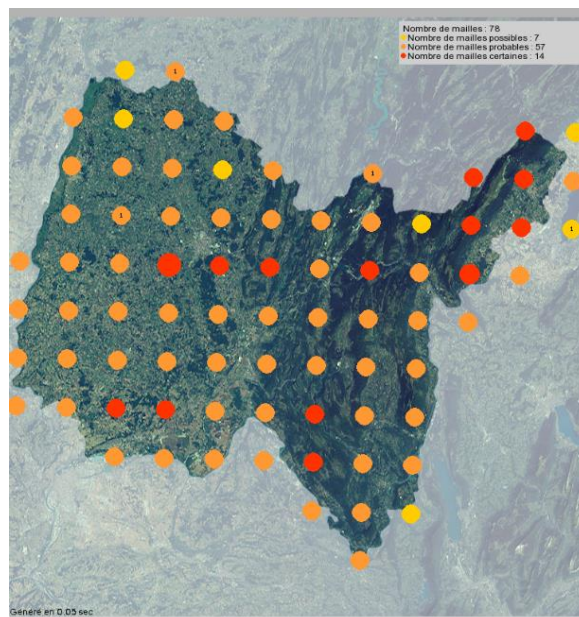 Nombre de mailles : 78
Nombre de mailles possibles : 7
Nombre de mailles probables : 57
Nombre de mailles certaines : 14
1
1
1
1
Généré en 0.05 sec